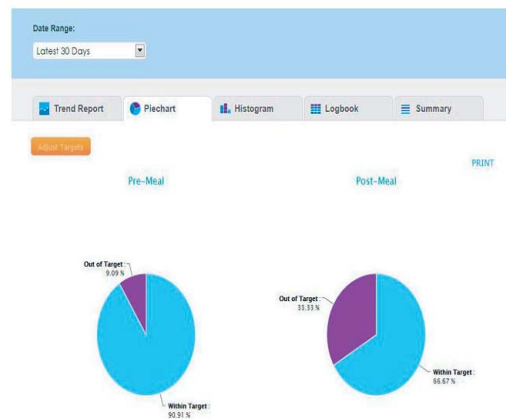 Date Range:
Latest 30 Days
Trend Report
Piechart
Histogram
Logbook
Summary
Adjust Targets
PRINT
Pre-Meal
Post-Meal
Out of Target :
9.09 %
Within Target :
90.91 %
Out of Target :
33.33 %
Within Target :
66.67 %